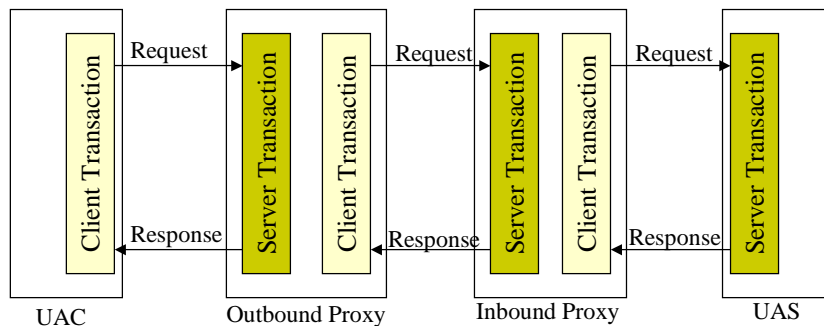 Request
Request
Request
Client Transaction
Server Transaction
Client Transaction
Server Transaction
Client Transaction
Server Transaction
Response
Response
Response
UAC
Outbound Proxy
Inbound Proxy
UAS